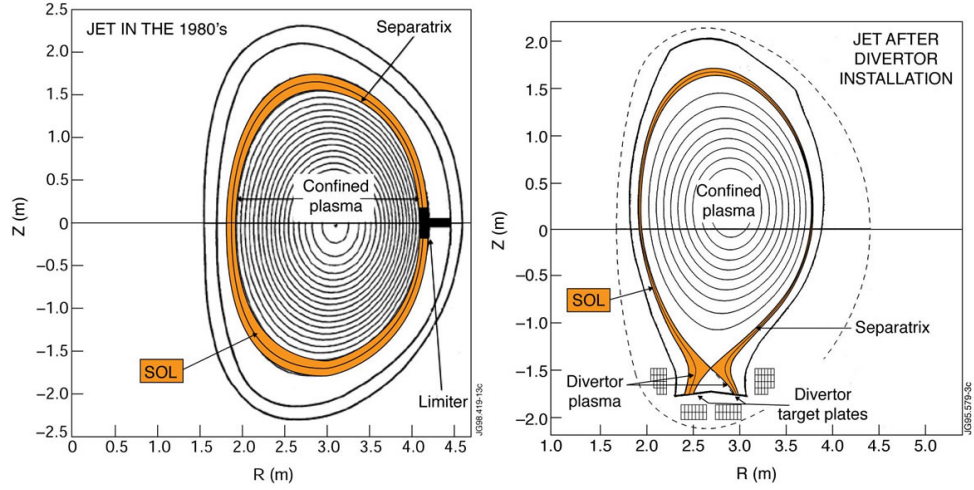 JET IN THE 1980's
Separatrix
2.5
2.0
1.5
1.0
0.5
0
–0.5
–1.0
–1.5
–2.0
–2.5
Z (m)
Confined
plasma
SOL
Limiter
JG98.419-13c
1.0
1.5
2.0
2.5
3.0
3.5
4.0
4.5
R (m)
JET AFTER
DIVERTOR
INSTALLATION
2.0
1.5
1.0
0.5
0
–0.5
–1.0
–1.5
–2.0
Z (m)
Confined
plasma
SOL
Separatrix
Divertor
plasma
Divertor
target plates
JG95.579-3c
1.0
1.5
2.0
2.5
3.0
3.5
4.0
4.5
5.0
R (m)